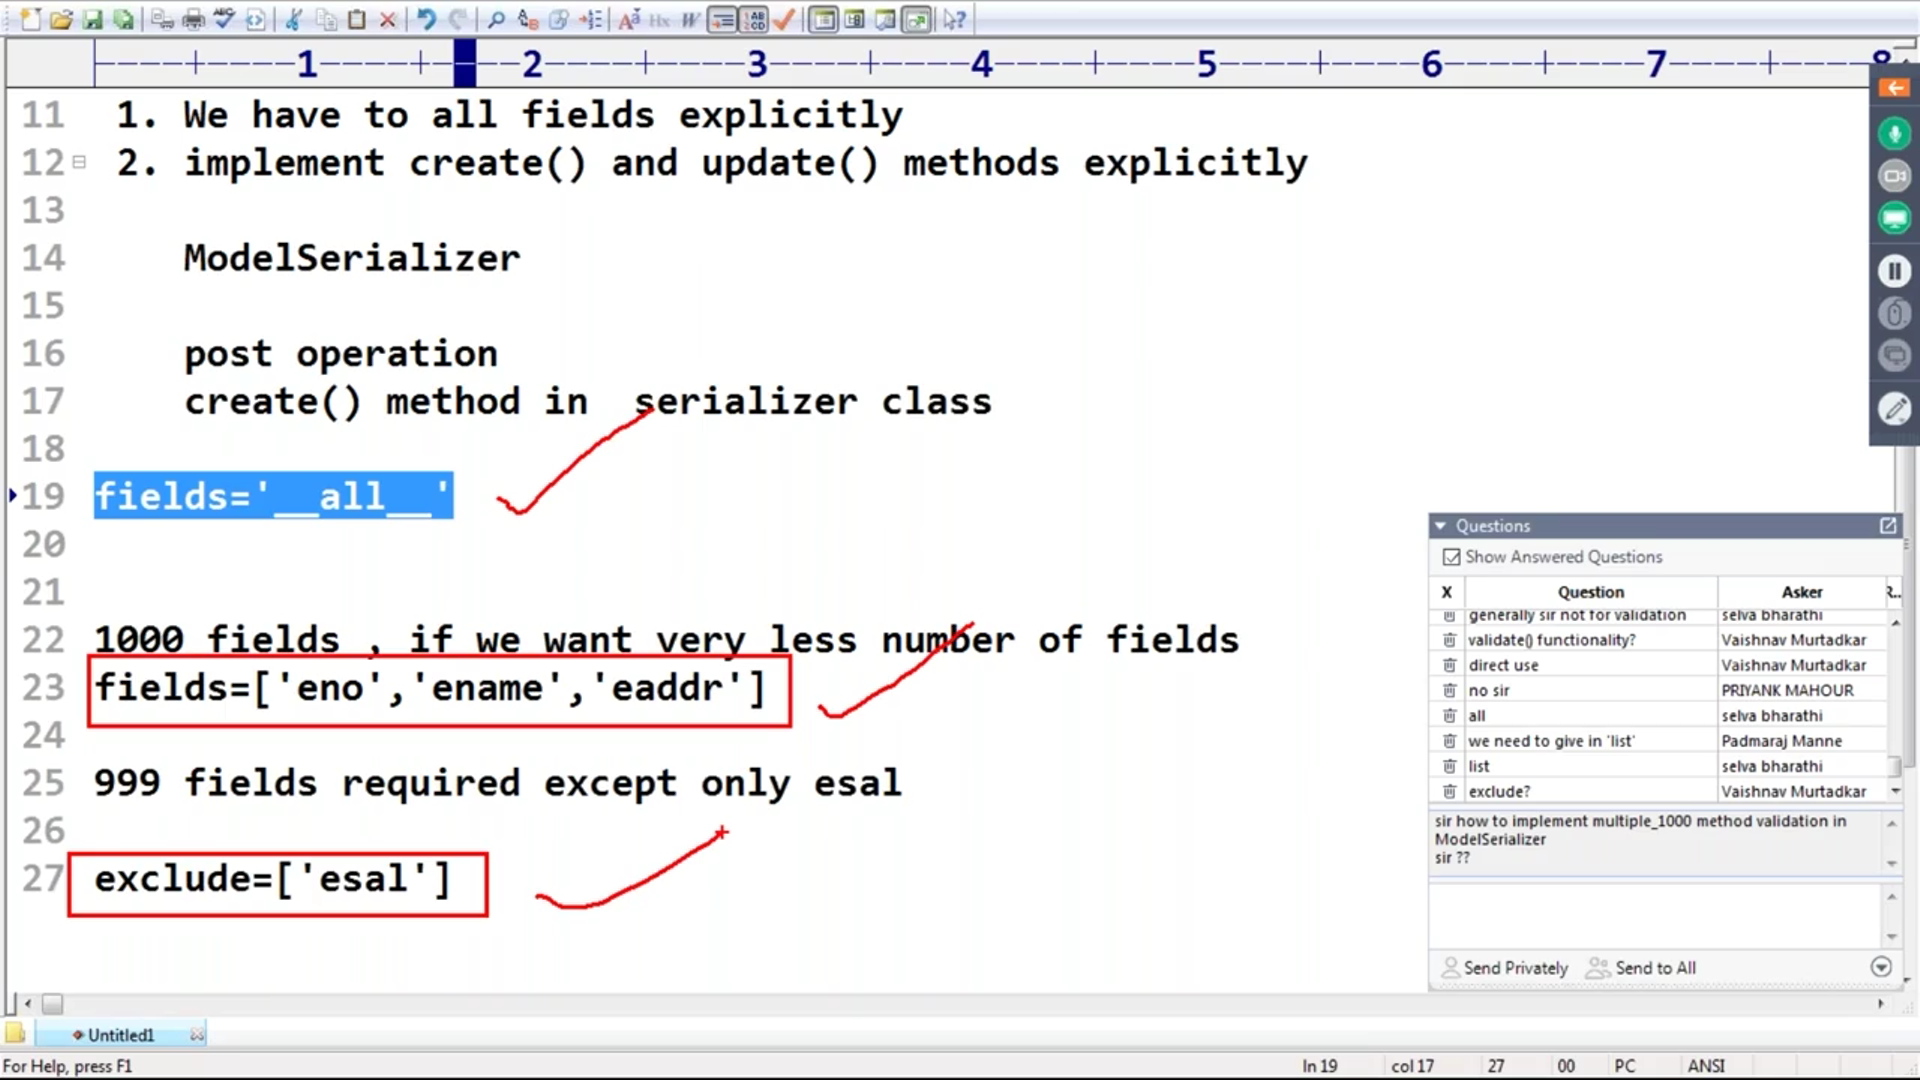 1 2 3 4 5 6 7 8
11 1. We have to all fields explicitly
12 2. implement create() and update() methods explicitly
13
14 ModelSerializer
15
16 post operation
17 create() method in  serializer class
18
19 fields='__all__'
20
21
22 1000 fields , if we want very less number of fields
23 fields=['eno','ename','eaddr']
24
25 999 fields required except only esal
26
27 exclude=['esal']
Questions
Show Answered Questions
X Question Asker R..
generally sir not for validation selva bharathi
validate() functionality? Vaishnav Murtadkar
direct use Vaishnav Murtadkar
no sir PRIYANK MAHOUR
all selva bharathi
we need to give in 'list' Padmaraj Manne
list selva bharathi
exclude? Vaishnav Murtadkar
sir how to implement multiple_1000 method validation in
ModelSerializer
sir ??
Send Privately Send to All
Untitled1
For Help, press F1 ln 19 col 17 27 00 PC ANSI